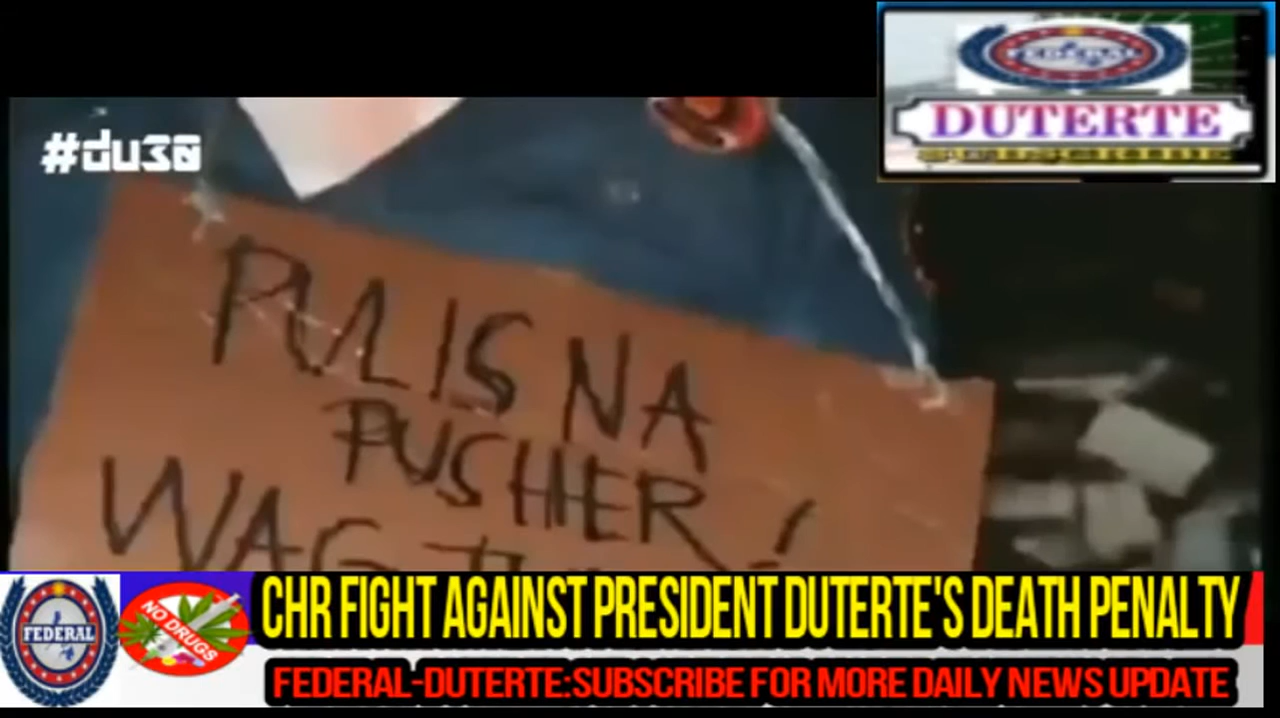 FEDERAL
DUTERTE
#du30
PULIS NA
PUSHER!
WAG
FEDERAL
NO DRUGS
CHR FIGHT AGAINST PRESIDENT DUTERTE'S DEATH PENALTY
FEDERAL-DUTERTE:SUBSCRIBE FOR MORE DAILY NEWS UPDATE